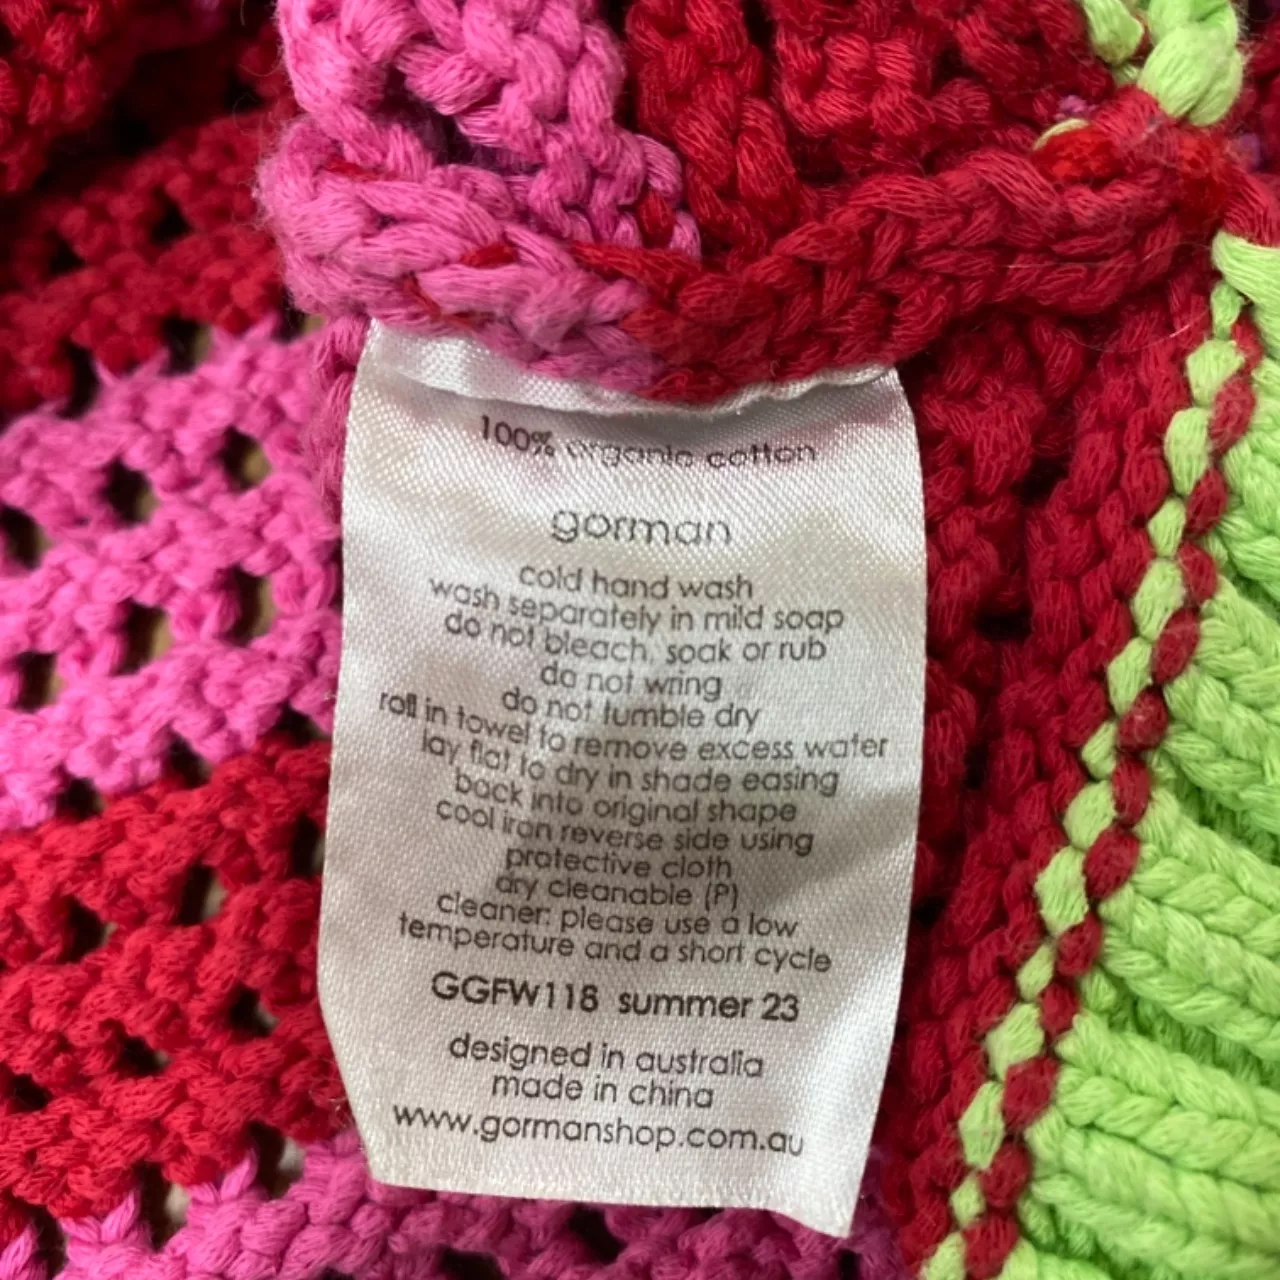 100% organic cotton
gorman
cold hand wash
wash separately in mild soap
do not bleach, soak or rub
do not wring
do not tumble dry
roll in towel to remove excess water
lay flat to dry in shade easing
back into original shape
cool iron reverse side using
protective cloth
dry cleanable (P)
cleaner: please use a low
temperature and a short cycle
GGFW118 summer 23
designed in australia
made in china
www.gormanshop.com.au